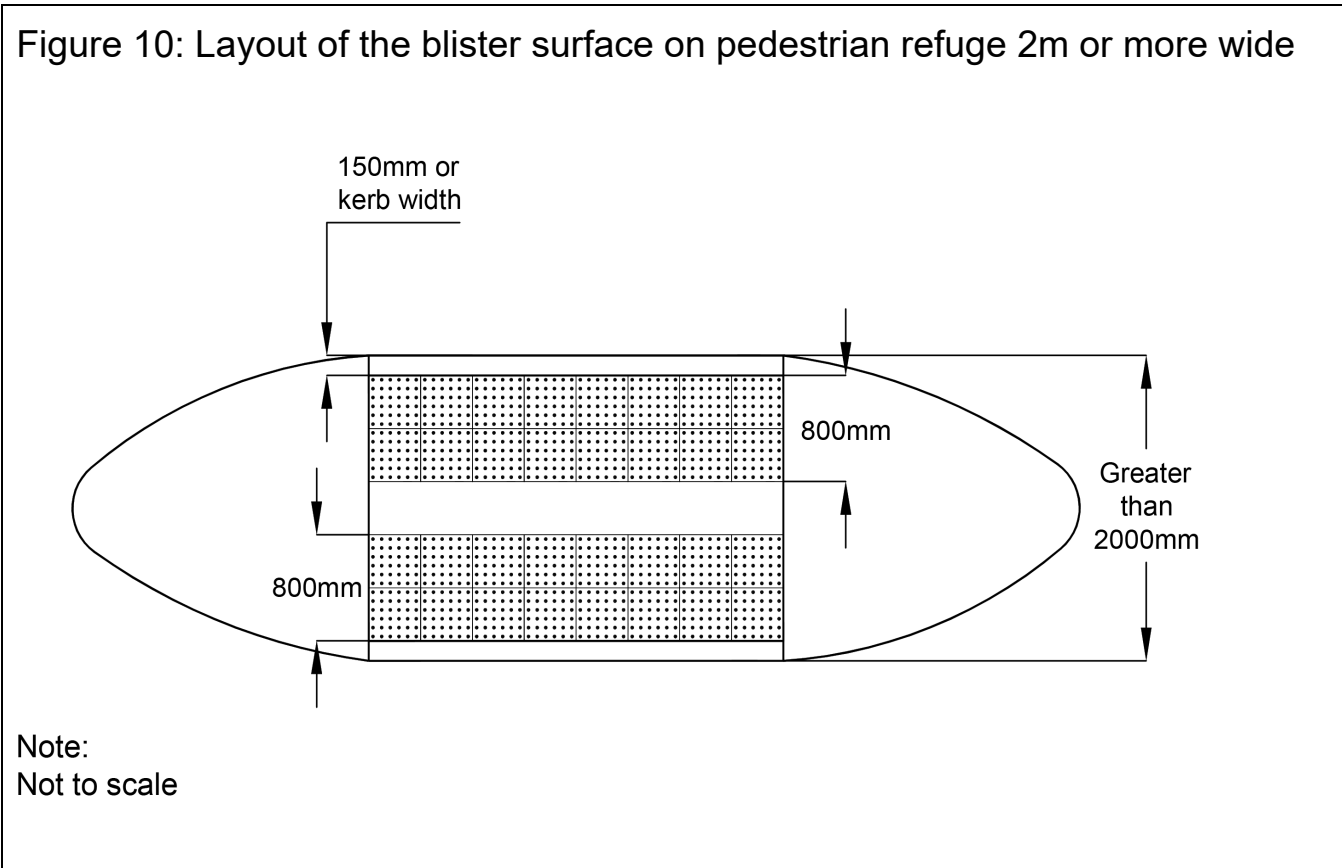 Figure 10: Layout of the blister surface on pedestrian refuge 2m or more wide
150mm or
kerb width
800mm
Greater
than
2000mm
800mm
Note:
Not to scale